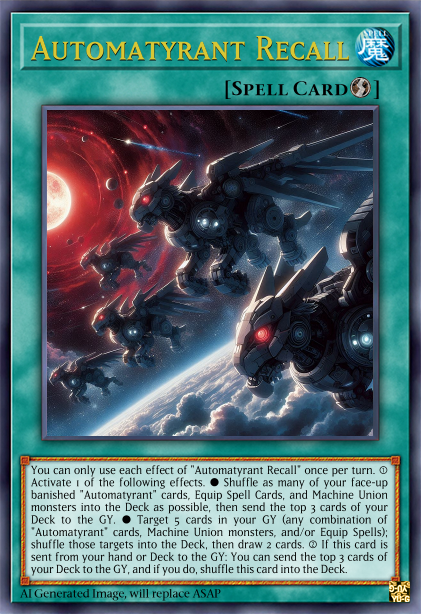 AUTOMATYRANT RECALL
SPELL
魔
[SPELL CARD]
You can only use each effect of "Automatyrant Recall" once per turn. ①
Activate 1 of the following effects. ● Shuffle as many of your face-up
banished "Automatyrant" cards, Equip Spell Cards, and Machine Union
monsters into the Deck as possible, then send the top 3 cards of
your Deck to the GY. ● Target 5 cards in your GY (any combination of
"Automatyrant" cards, Machine Union monsters, and/or Equip Spells);
shuffle those targets into the Deck, then draw 2 cards. ② If this card is
sent from your hand or Deck to the GY: You can send the top 3 cards of
your Deck to the GY, and if you do, shuffle this card into the Deck.
AI Generated Image, will replace ASAP